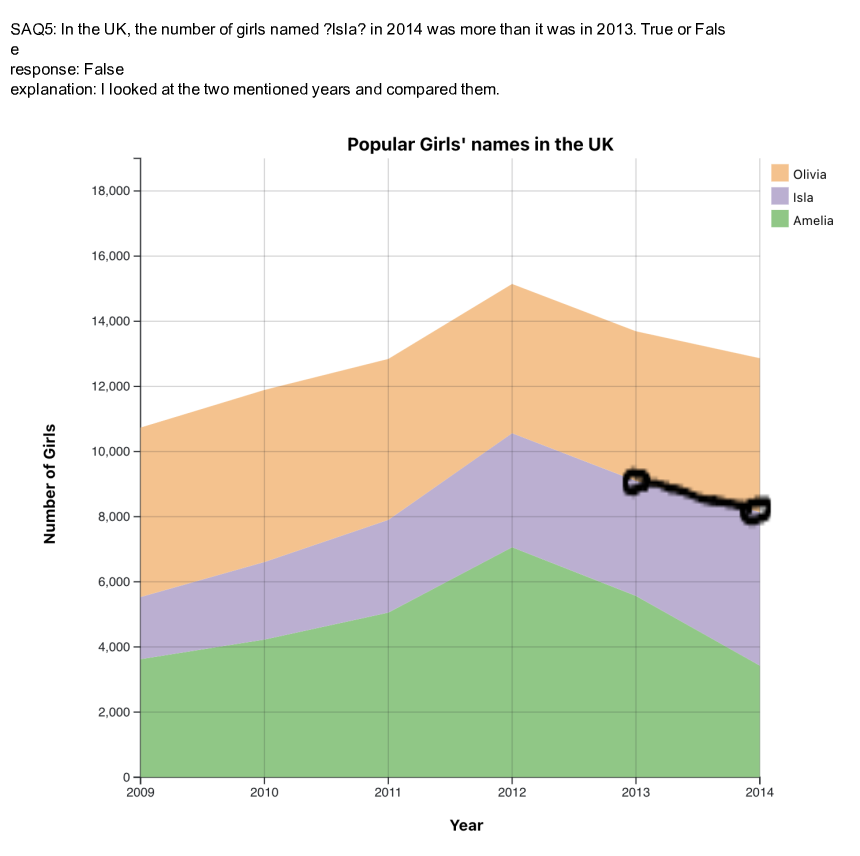 SAQ5: In the UK, the number of girls named ?Isla? in 2014 was more than it was in 2013. True or Fals
e
response: False
explanation: I looked at the two mentioned years and compared them.
Popular Girls' names in the UK
Olivia
Isla
Amelia
18,000
16,000
14,000
12,000
10,000
8,000
6,000
4,000
2,000
0
Number of Girls
2009 2010 2011 2012 2013 2014
Year